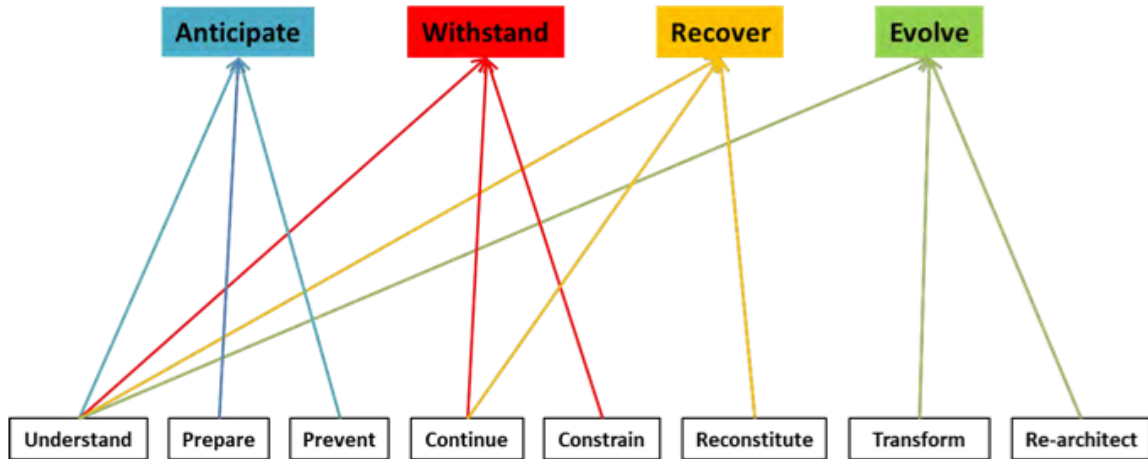 Anticipate
Withstand
Recover
Evolve
Understand
Prepare
Prevent
Continue
Constrain
Reconstitute
Transform
Re-architect